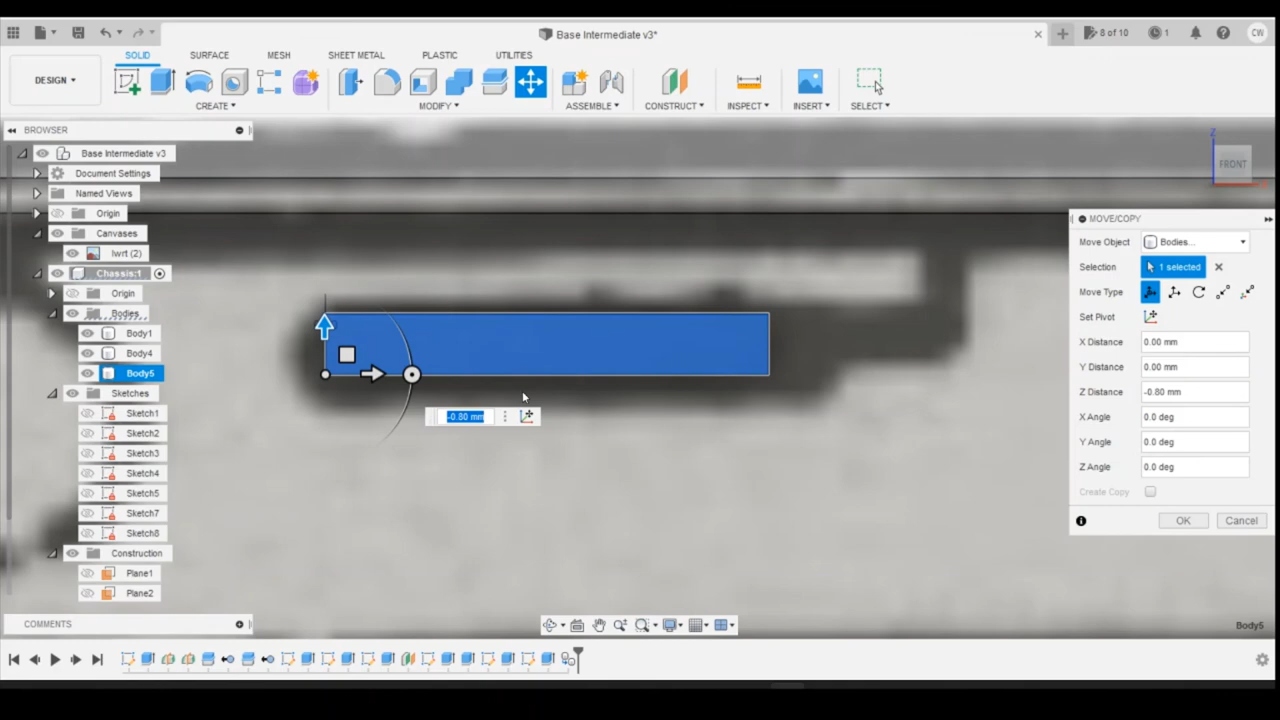 Base Intermediate v3*
8 of 10
1
CW
DESIGN
SOLID
SURFACE
MESH
SHEET METAL
PLASTIC
UTILITIES
CREATE
MODIFY
ASSEMBLE
CONSTRUCT
INSPECT
INSERT
SELECT
BROWSER
Base Intermediate v3
Document Settings
Named Views
Origin
Canvases
lwrt (2)
Chassis:1
Origin
Bodies
Body1
Body4
Body5
Sketches
Sketch1
Sketch2
Sketch3
Sketch4
Sketch5
Sketch7
Sketch8
Construction
Plane1
Plane2
-0.80 mm
Z
FRONT
MOVE/COPY
Move Object
Bodies...
Selection
1 selected
Move Type
Set Pivot
X Distance
0.00 mm
Y Distance
0.00 mm
Z Distance
-0.80 mm
X Angle
0.0 deg
Y Angle
0.0 deg
Z Angle
0.0 deg
Create Copy
OK
Cancel
COMMENTS
Body5